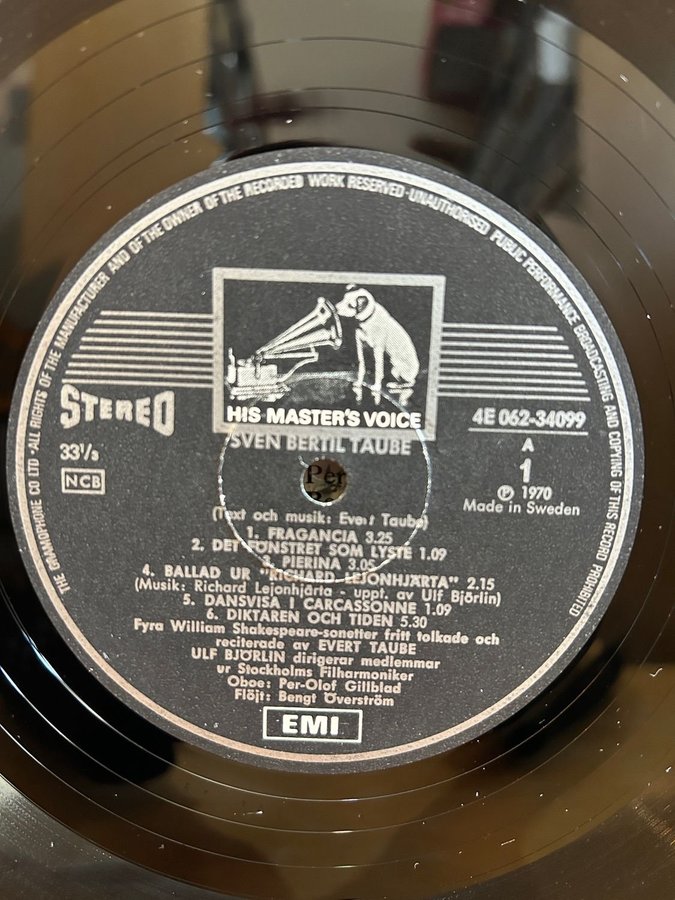 THE GRAMOPHONE CO LTD · ALL RIGHTS OF THE MANUFACTURER AND OF THE OWNER OF THE RECORDED WORK RESERVED · UNAUTHORISED PUBLIC PERFORMANCE BROADCASTING AND COPYING OF THIS RECORD PROHIBITED
HIS MASTER'S VOICE
STEREO
33⅓
NCB
4E 062-34099
A
1
℗ 1970
Made in Sweden
SVEN BERTIL TAUBE
Per
(Text och musik: Evert Taube)
1. FRAGANCIA 3.25
2. DET FÖNSTRET SOM LYSTE 1.09
PIERINA 3.05
4. BALLAD UR "RICHARD LEJONHJÄRTA" 2.15
(Musik: Richard Lejonhjärta - uppt. av Ulf Björlin)
5. DANSVISA I CARCASSONNE 1.09
6. DIKTAREN OCH TIDEN 5.30
Fyra William Shakespeare-sonetter fritt tolkade och
reciterade av EVERT TAUBE
ULF BJÖRLIN dirigerar medlemmar
ur Stockholms Filharmoniker
Oboe: Per-Olof Gillblad
Flöjt: Bengt Överström
EMI